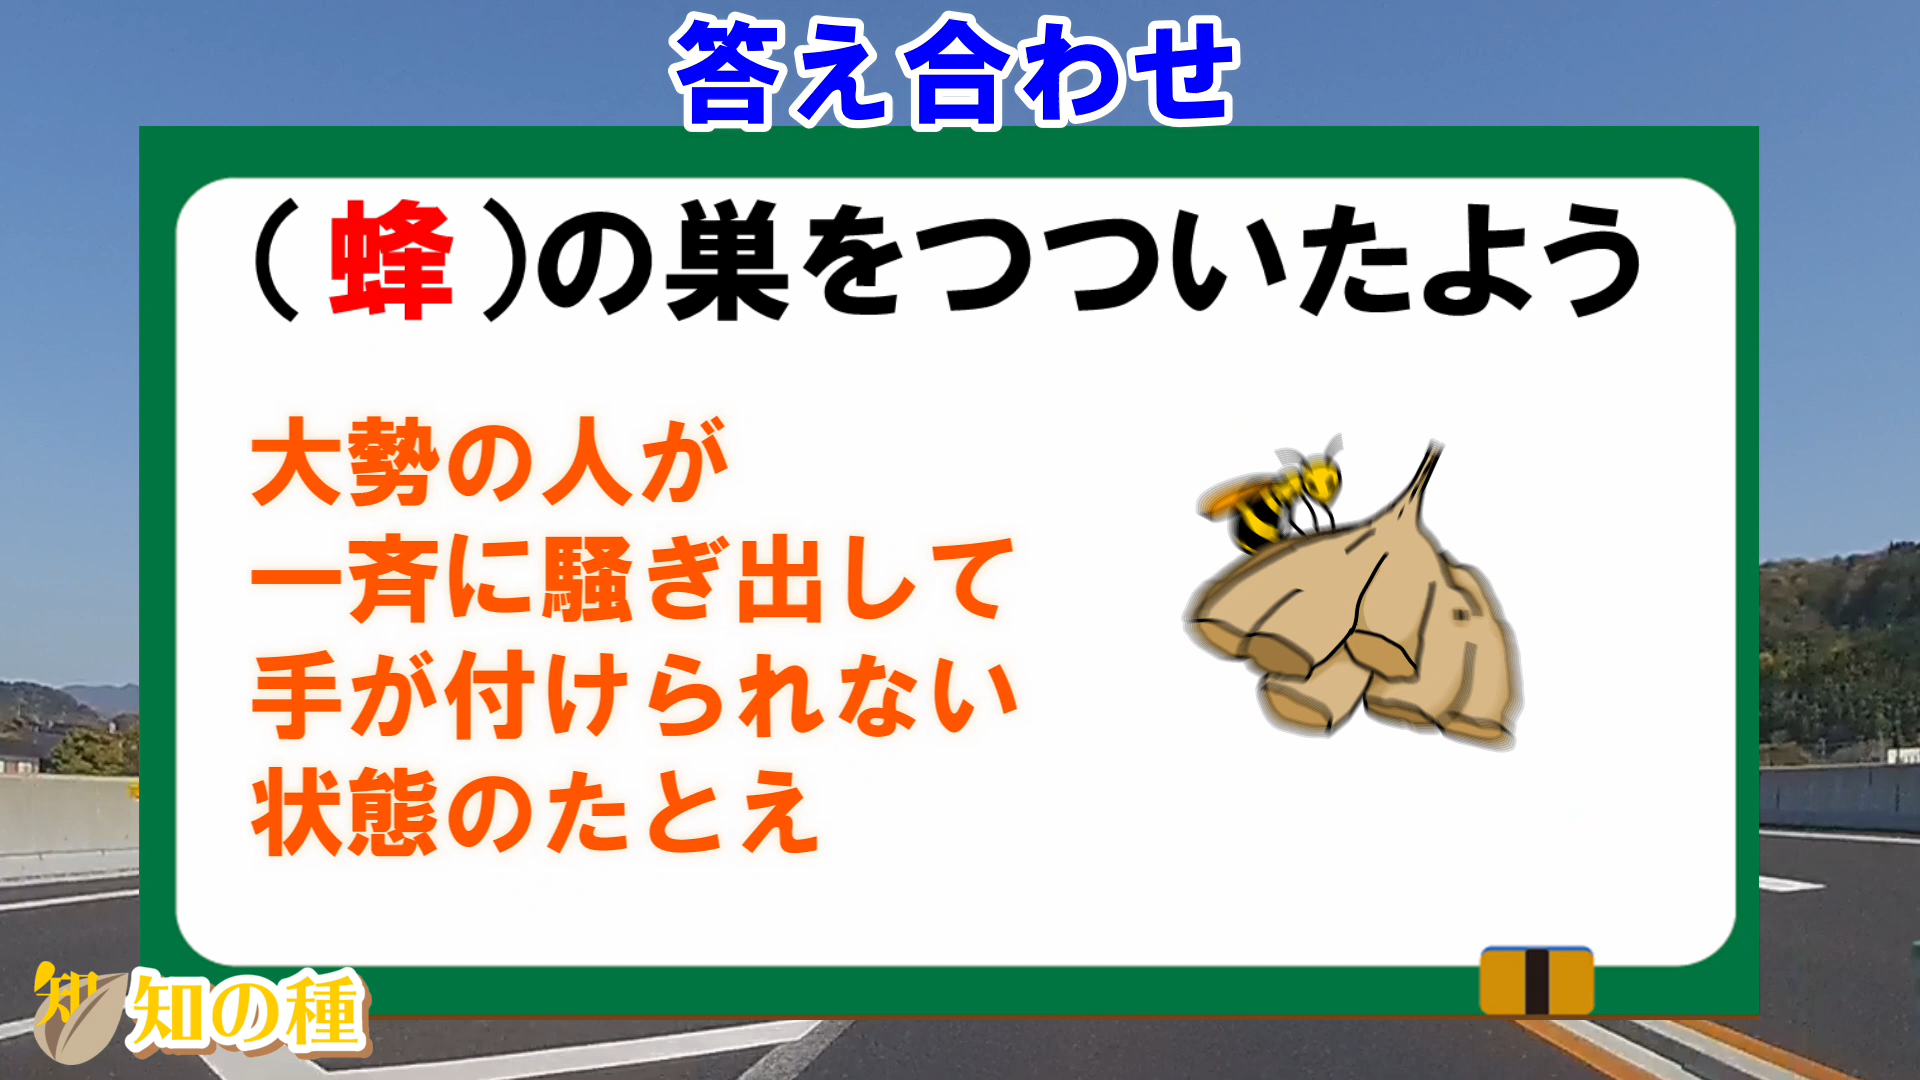 答え合わせ
(蜂)の巣をつついたよう
大勢の人が
一斉に騒ぎ出して
手が付けられない
状態のたとえ
知 知の種